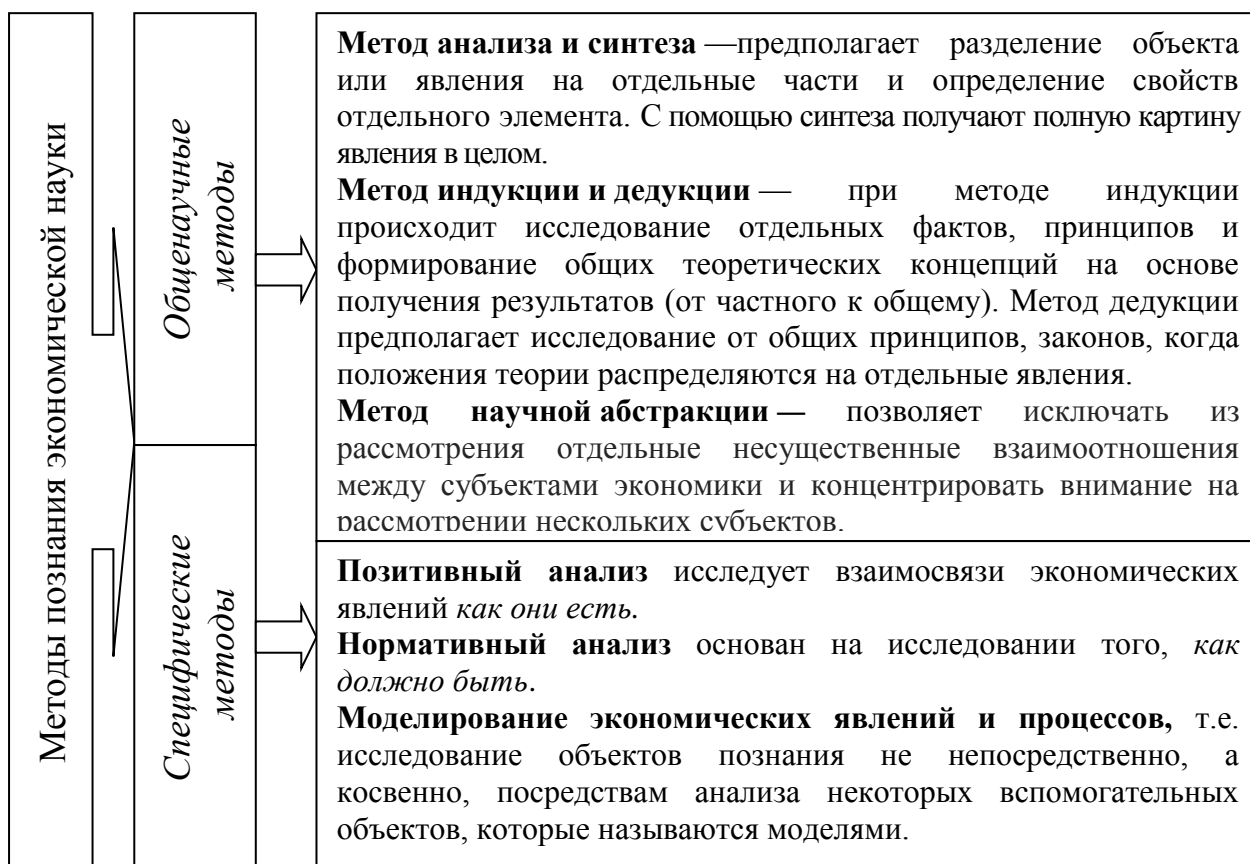 Методы познания экономической науки
Общенаучные
методы
Метод анализа и синтеза —предполагает разделение объекта
или явления на отдельные части и определение свойств
отдельного элемента. С помощью синтеза получают полную картину
явления в целом.
Метод индукции и дедукции — при методе индукции
происходит исследование отдельных фактов, принципов и
формирование общих теоретических концепций на основе
получения результатов (от частного к общему). Метод дедукции
предполагает исследование от общих принципов, законов, когда
положения теории распределяются на отдельные явления.
Метод научной абстракции — позволяет исключать из
рассмотрения отдельные несущественные взаимоотношения
между субъектами экономики и концентрировать внимание на
рассмотрении нескольких субъектов.
Специфические
методы
Позитивный анализ исследует взаимосвязи экономических
явлений как они есть.
Нормативный анализ основан на исследовании того, как
должно быть.
Моделирование экономических явлений и процессов, т.е.
исследование объектов познания не непосредственно, а
косвенно, посредствам анализа некоторых вспомогательных
объектов, которые называются моделями.